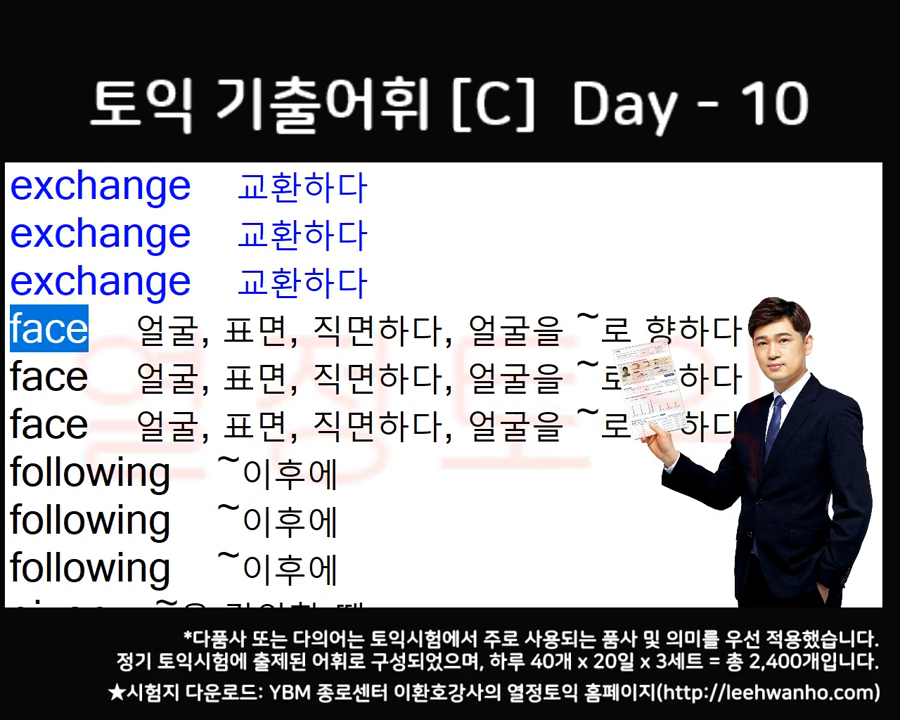 토익 기출어휘 [C] Day - 10
exchange 교환하다
exchange 교환하다
exchange 교환하다
face 얼굴, 표면, 직면하다, 얼굴을 ~로 향하다
face 얼굴, 표면, 직면하다, 얼굴을 ~로 하다
face 얼굴, 표면, 직면하다, 얼굴을 ~로 하다
following ~이후에
following ~이후에
following ~이후에
열정토익
*다품사 또는 다의어는 토익시험에서 주로 사용되는 품사 및 의미를 우선 적용했습니다.
정기 토익시험에 출제된 어휘로 구성되었으며, 하루 40개 x 20일 x 3세트 = 총 2,400개입니다.
★시험지 다운로드: YBM 종로센터 이환호강사의 열정토익 홈페이지(http://leehwanho.com)